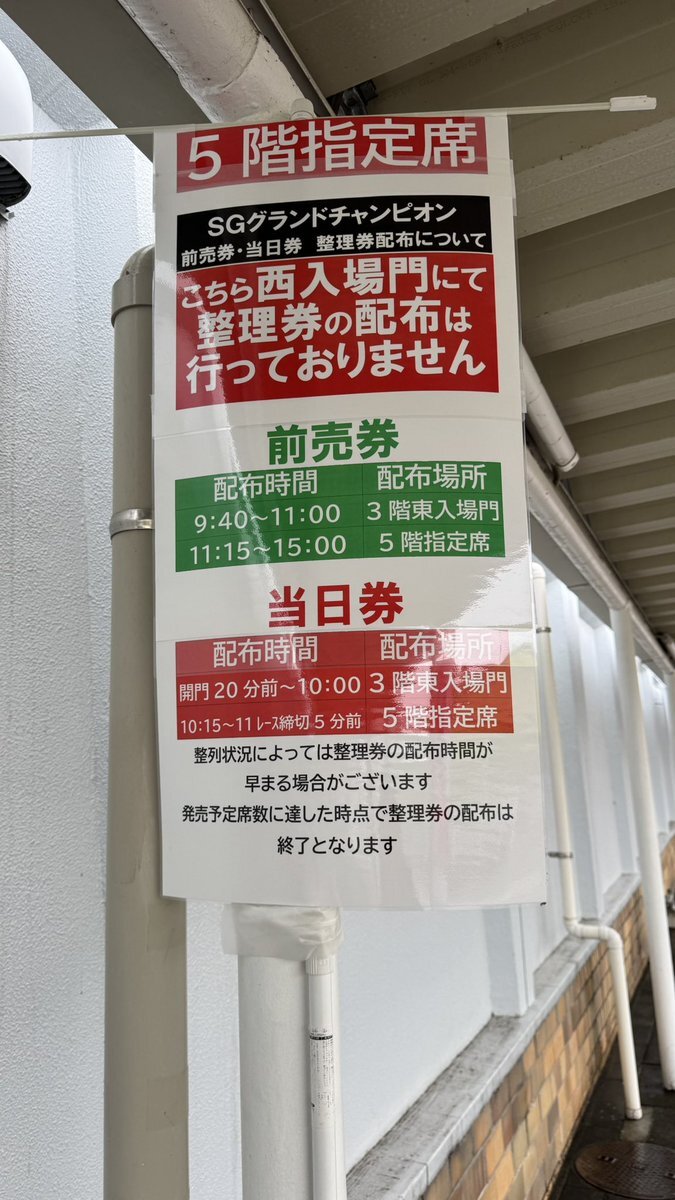 5階指定席
SGグランドチャンピオン
前売券・当日券 整理券配布について
こちら西入場門にて
整理券の配布は
行っておりません
前売券
配布時間 配布場所
9:40～11:00 3階東入場門
11:15～15:00 5階指定席
当日券
配布時間 配布場所
開門20分前～10:00 3階東入場門
10:15～11レース締切5分前 5階指定席
整列状況によっては整理券の配布時間が
早まる場合がございます
発売予定席数に達した時点で整理券の配布は
終了となります